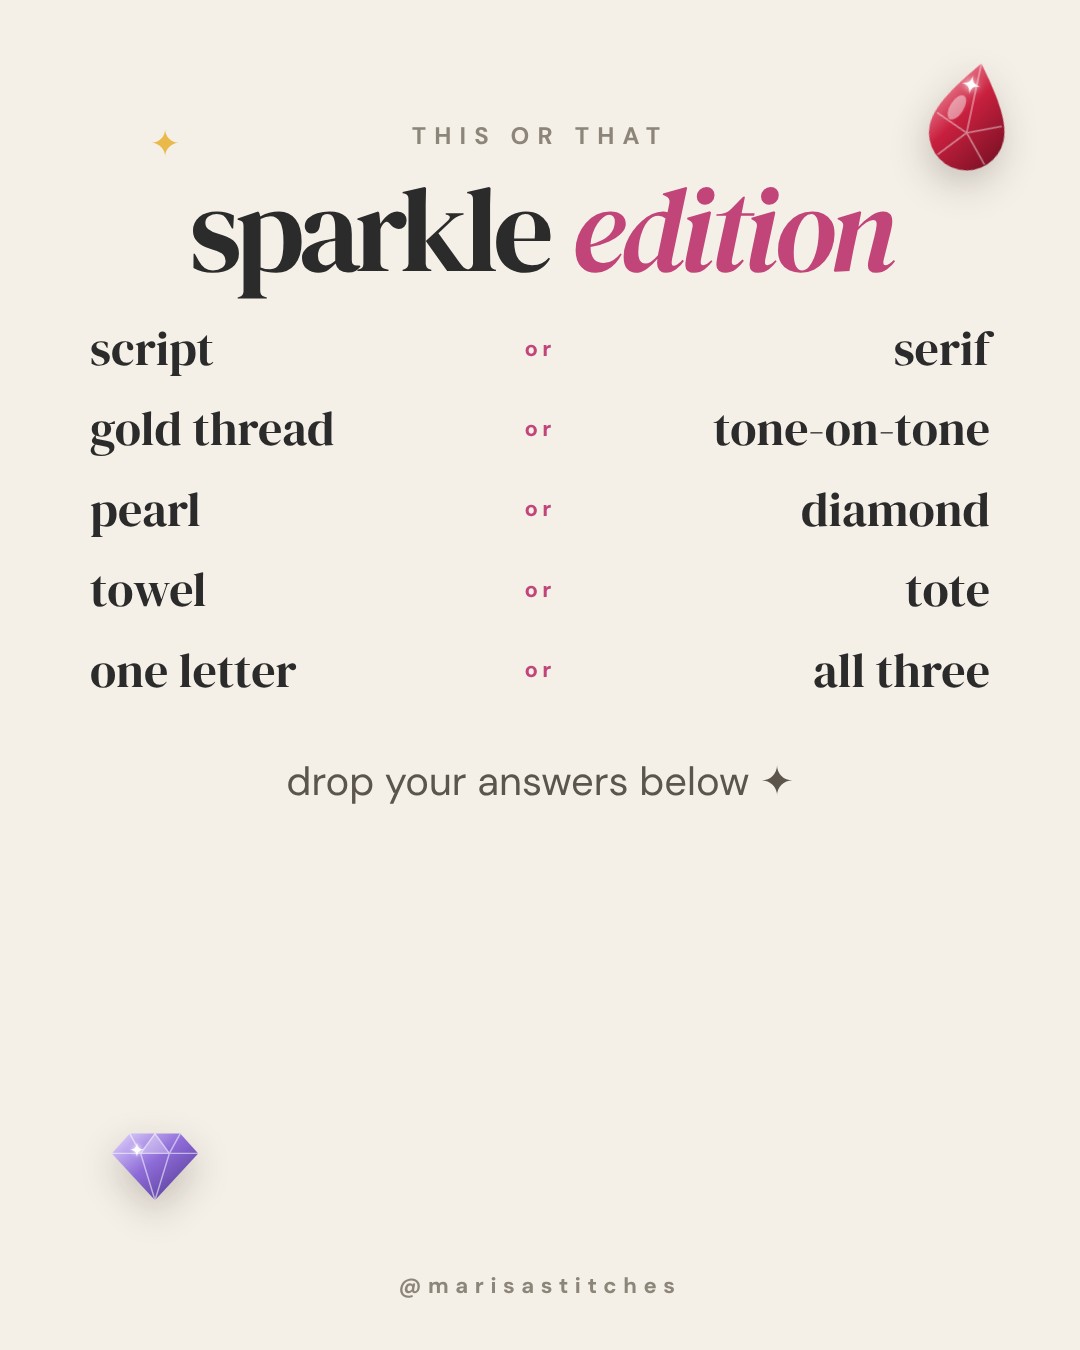 THIS OR THAT
sparkle edition
script or serif
gold thread or tone-on-tone
pearl or diamond
towel or tote
one letter or all three
drop your answers below ✦
@marisastitches